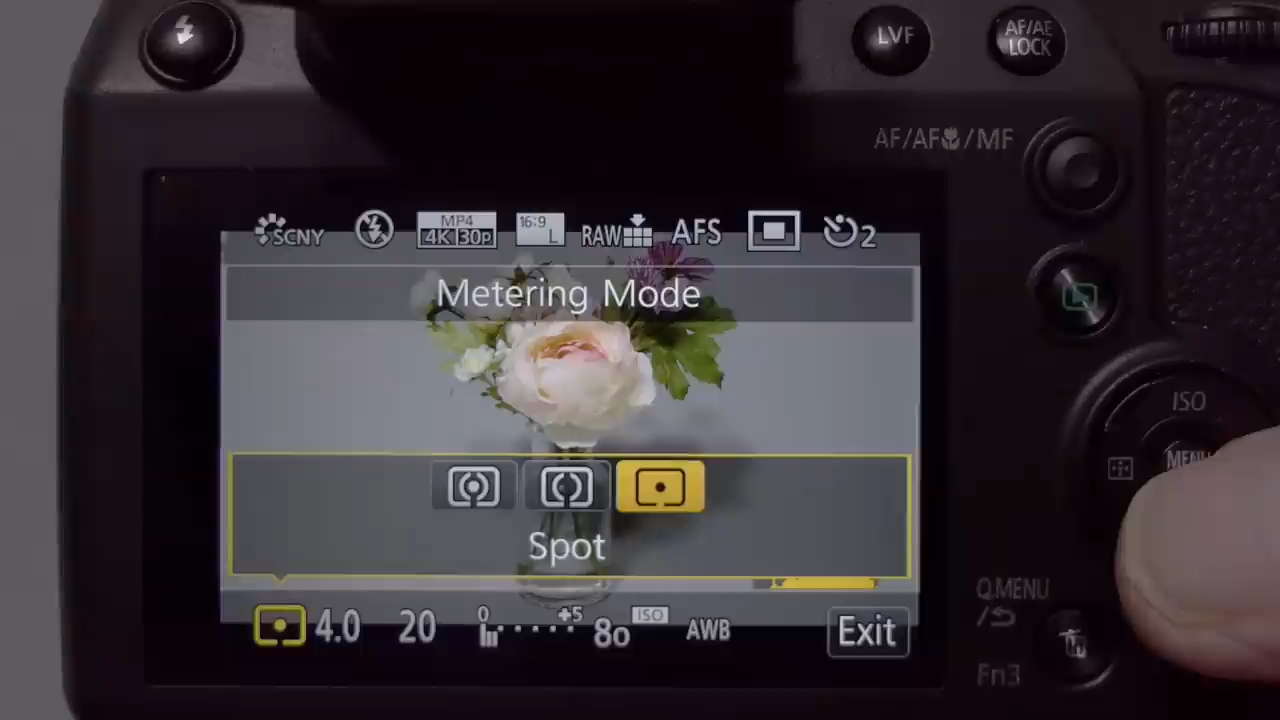 LVF
AF/AE
LOCK
AF/AF /MF
SCNY
MP4
4K 30p
16:9
L
RAW
AFS
2
Metering Mode
ISO
MENU
Spot
4.0
20
0
+5
80
ISO
AWB
Exit
Q.MENU
Fn3